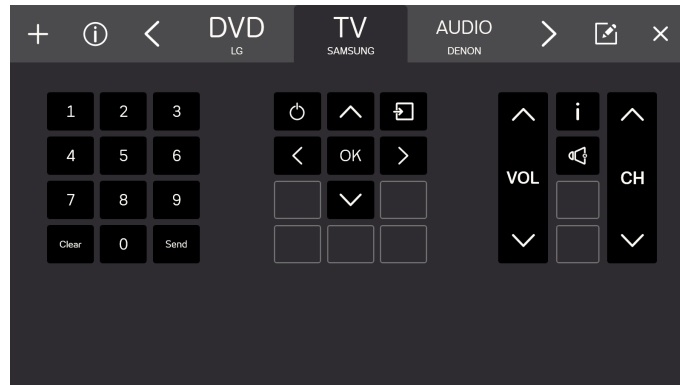 DVD
LG
TV
SAMSUNG
AUDIO
DENON
1 2 3
4 5 6
7 8 9
Clear 0 Send
OK
i
VOL
CH